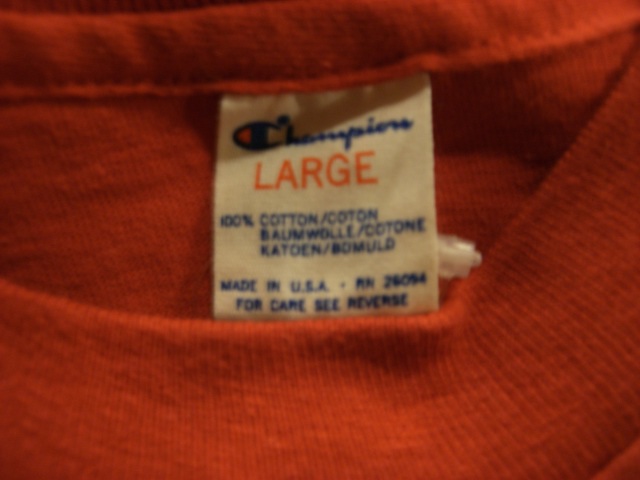 Champion
LARGE
100% COTTON/COTON
BAUMWOLLE/COTONE
KATOEN/BOMULD
MADE IN U.S.A. - RN 26094
FOR CARE SEE REVERSE